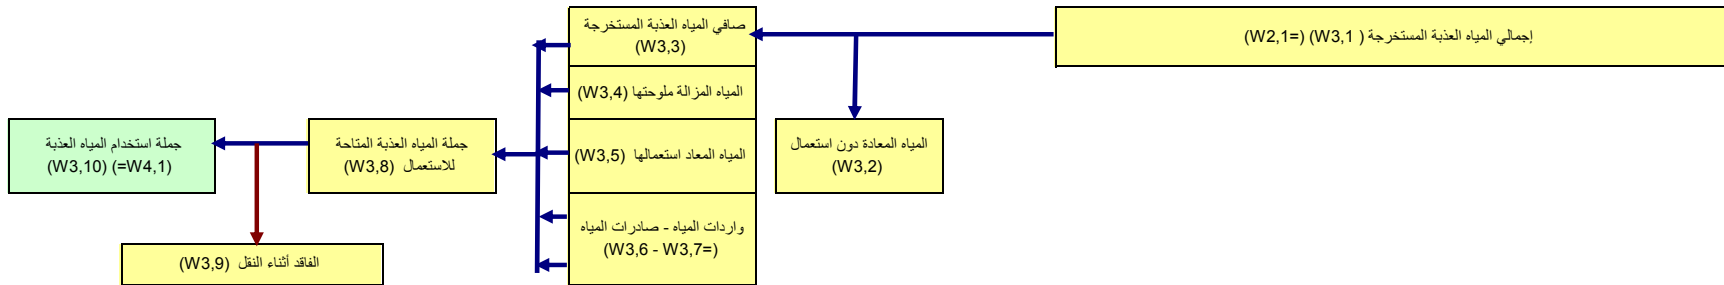 إجمالي المياه العذبة المستخرجة ( W3,1) (=W2,1)
صافي المياه العذبة المستخرجة
(W3,3)
المياه المزالة ملوحتها (W3,4)
المياه المعاد استعمالها (W3,5)
واردات المياه - صادرات المياه
(=W3,6 - W3,7)
المياه المعادة دون استعمال
(W3,2)
جملة المياه العذبة المتاحة
للاستعمال (W3,8)
جملة استخدام المياه العذبة
(W3,10) (=W4,1)
الفاقد أثناء النقل (W3,9)